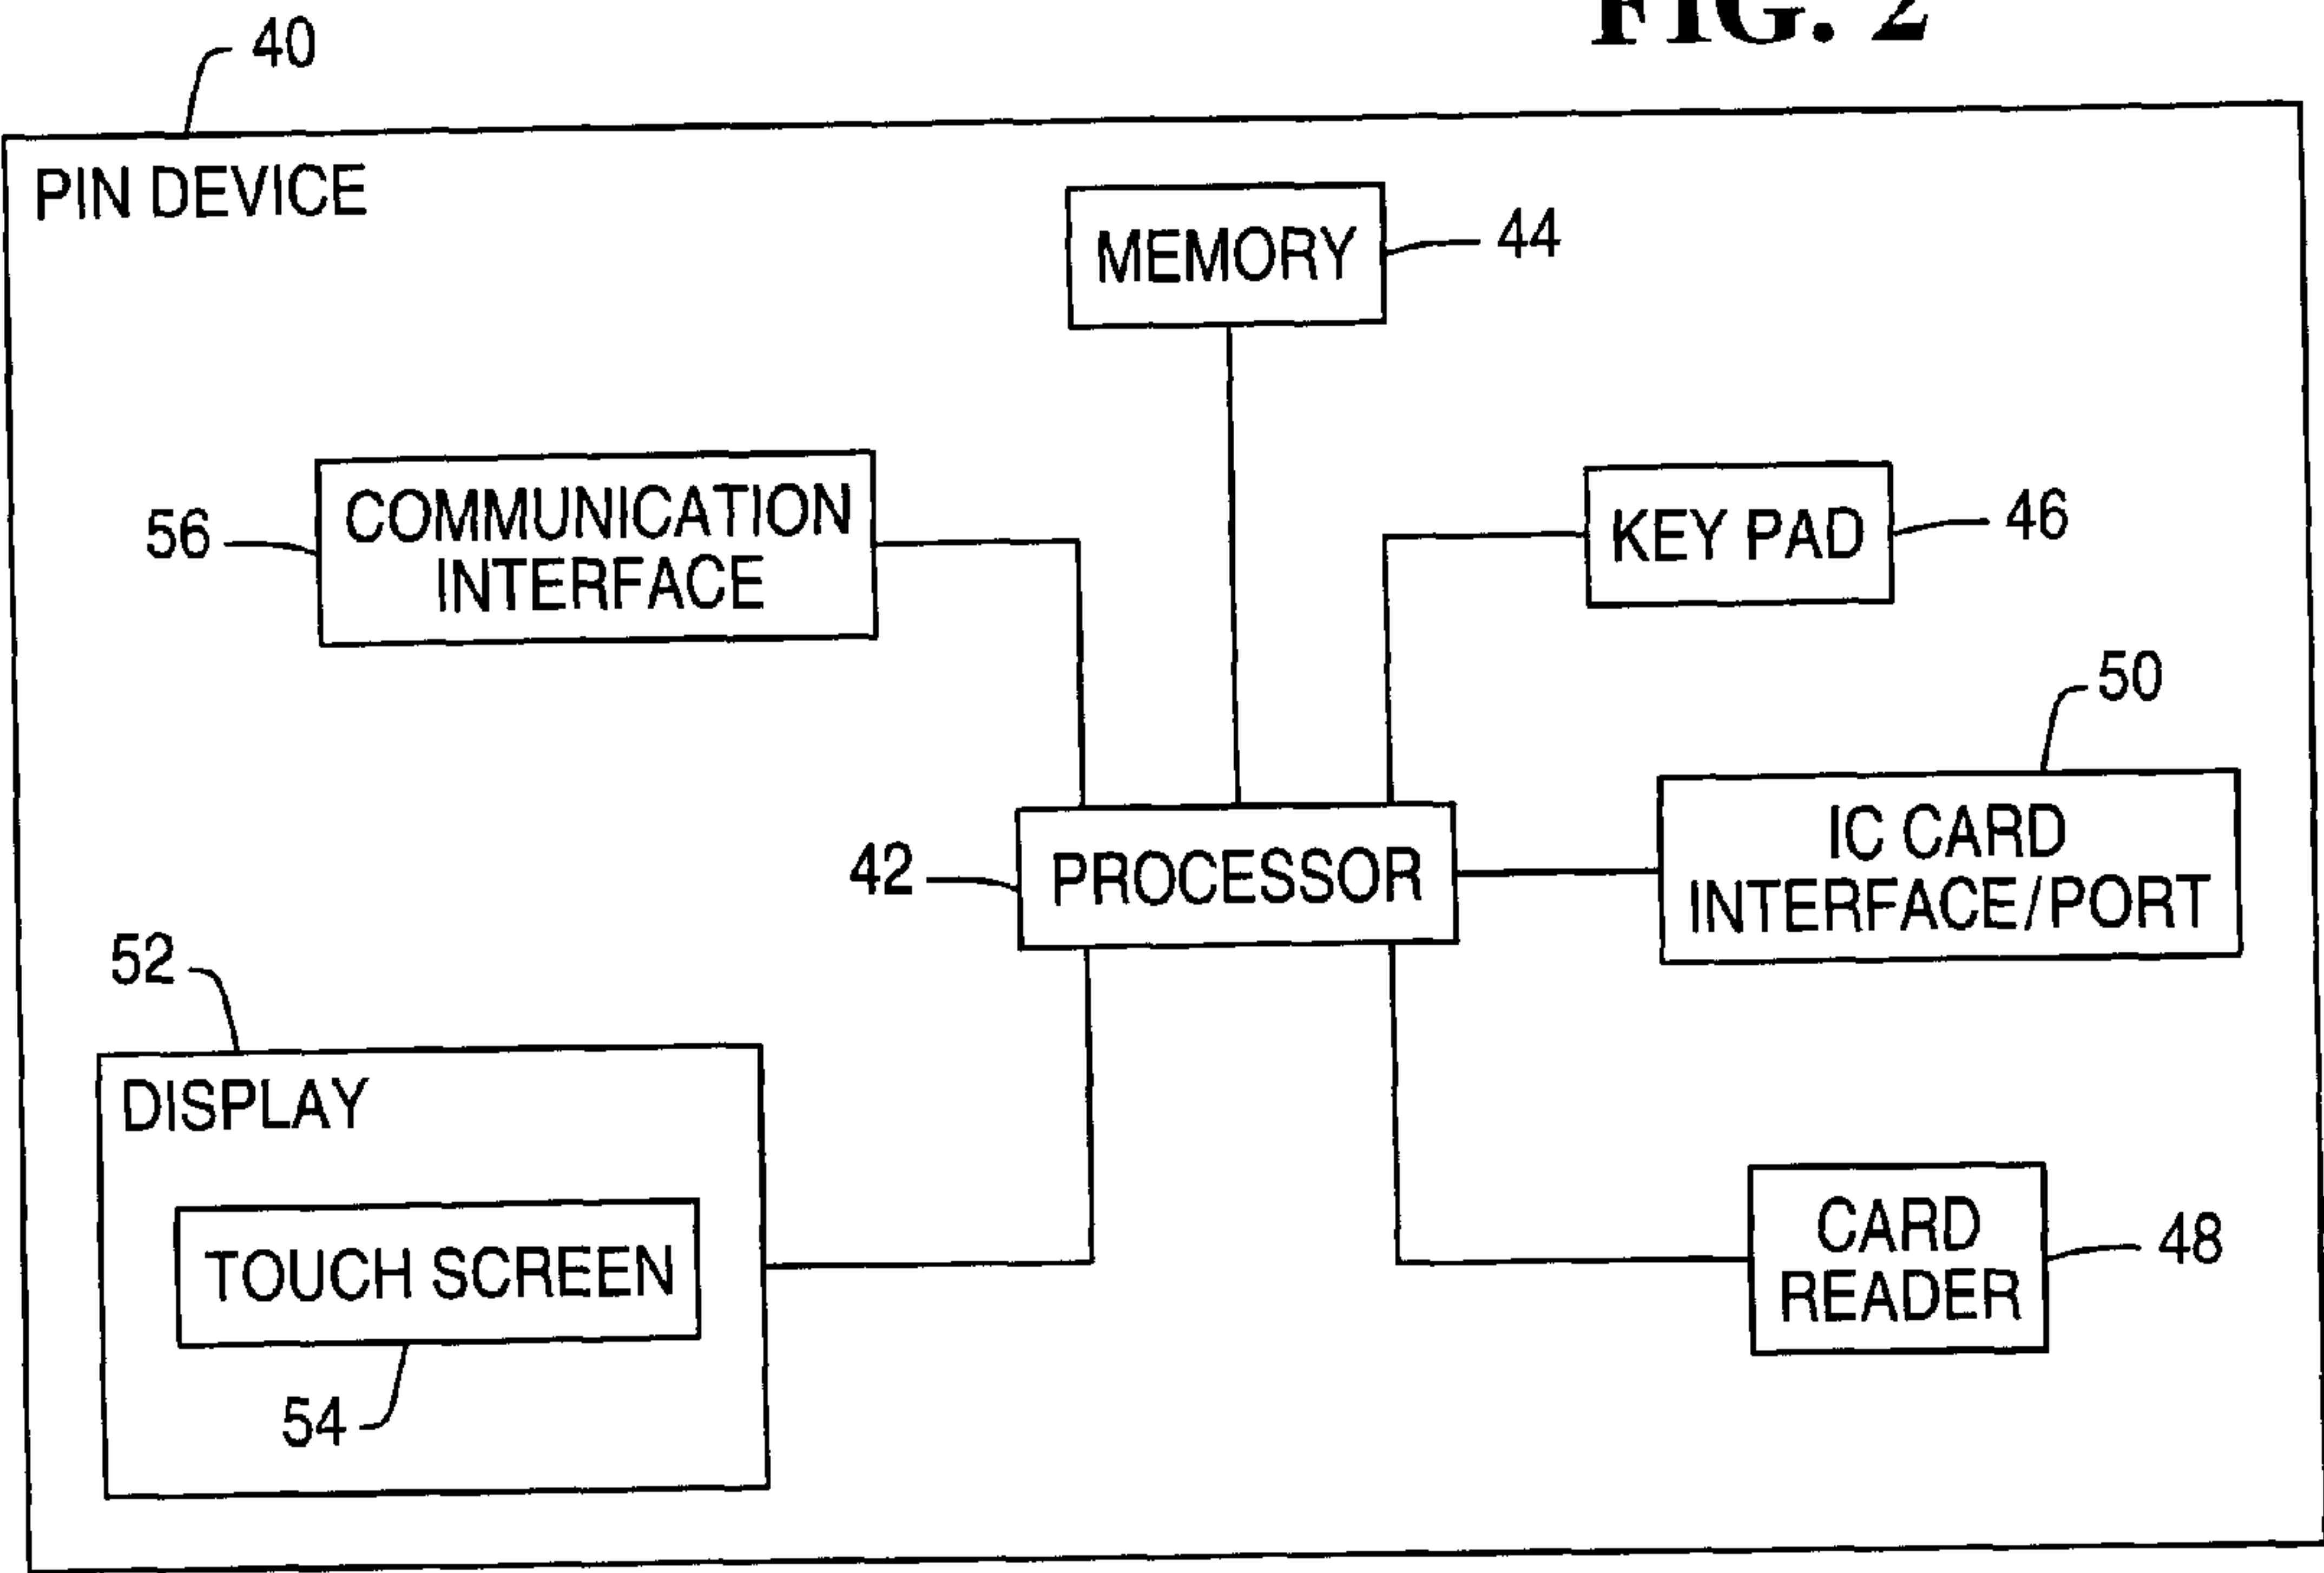 FIG. 2
40
PIN DEVICE
MEMORY
44
COMMUNICATION
INTERFACE
56
KEY PAD
46
50
IC CARD
INTERFACE/PORT
42
PROCESSOR
52
DISPLAY
TOUCH SCREEN
54
CARD
READER
48